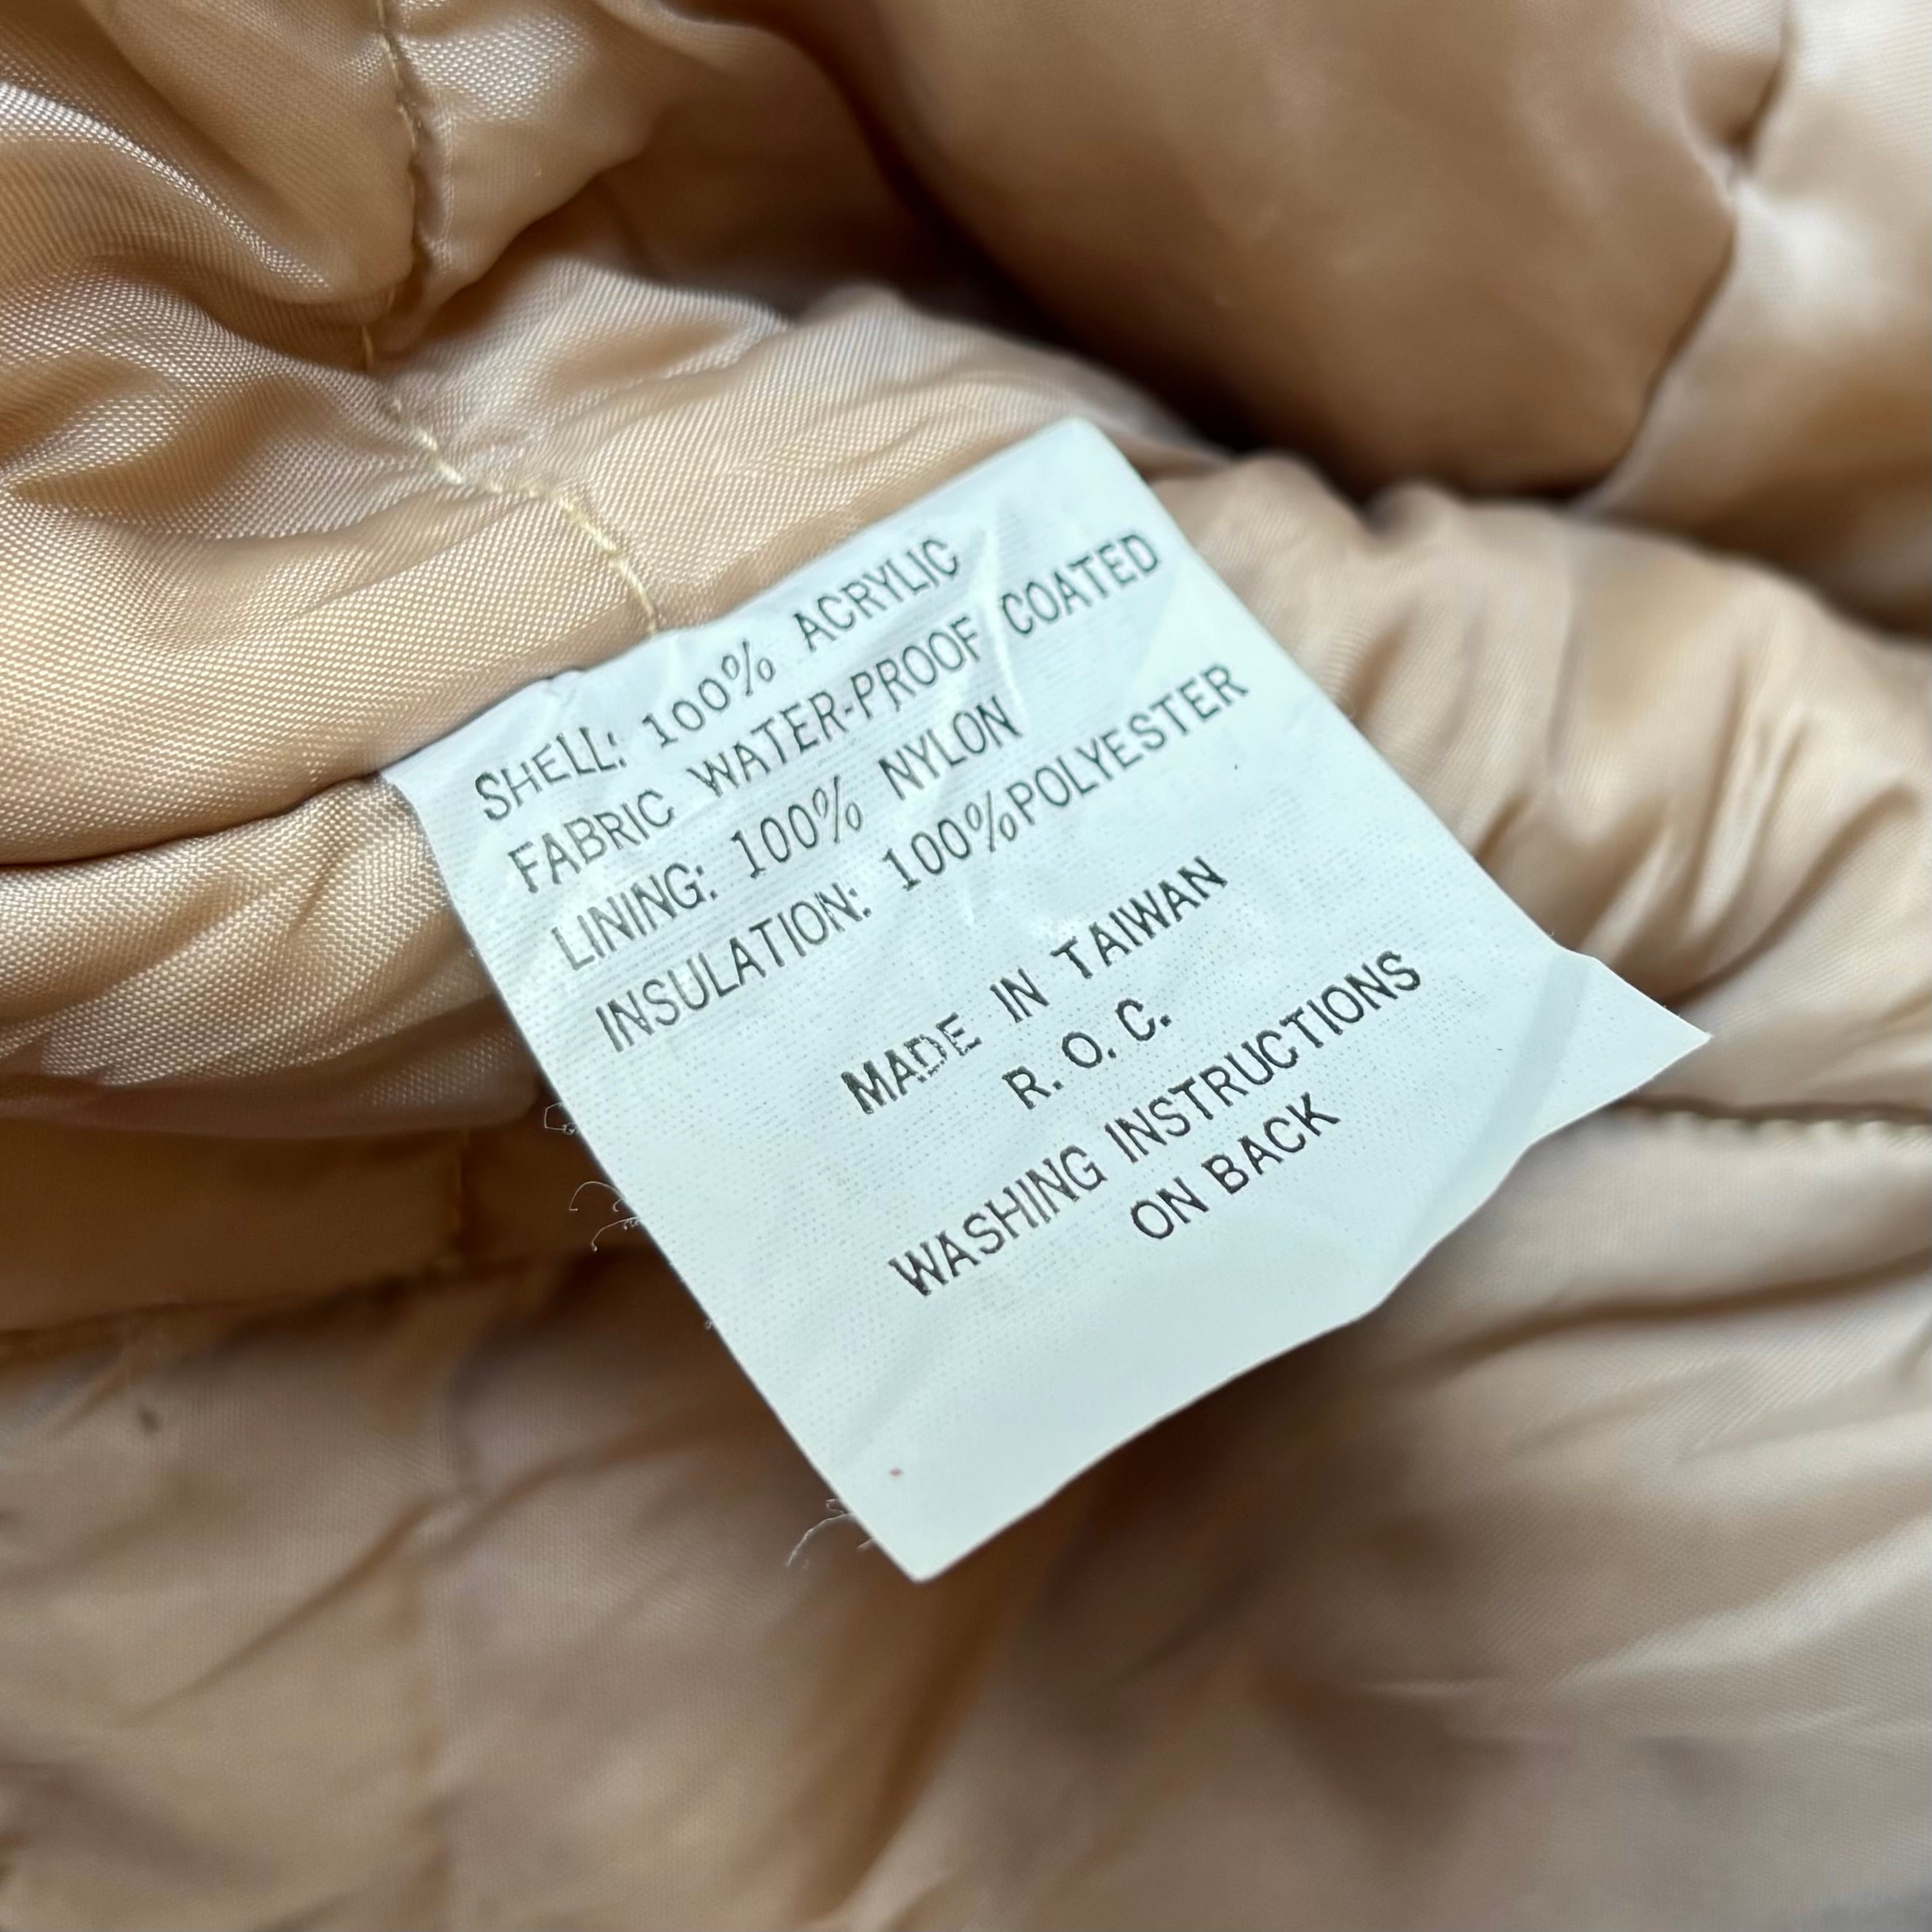 SHELL: 100% ACRYLIC
FABRIC WATER-PROOF COATED
LINING: 100% NYLON
INSULATION: 100%POLYESTER
MADE IN TAIWAN
R. O. C.
WASHING INSTRUCTIONS
ON BACK